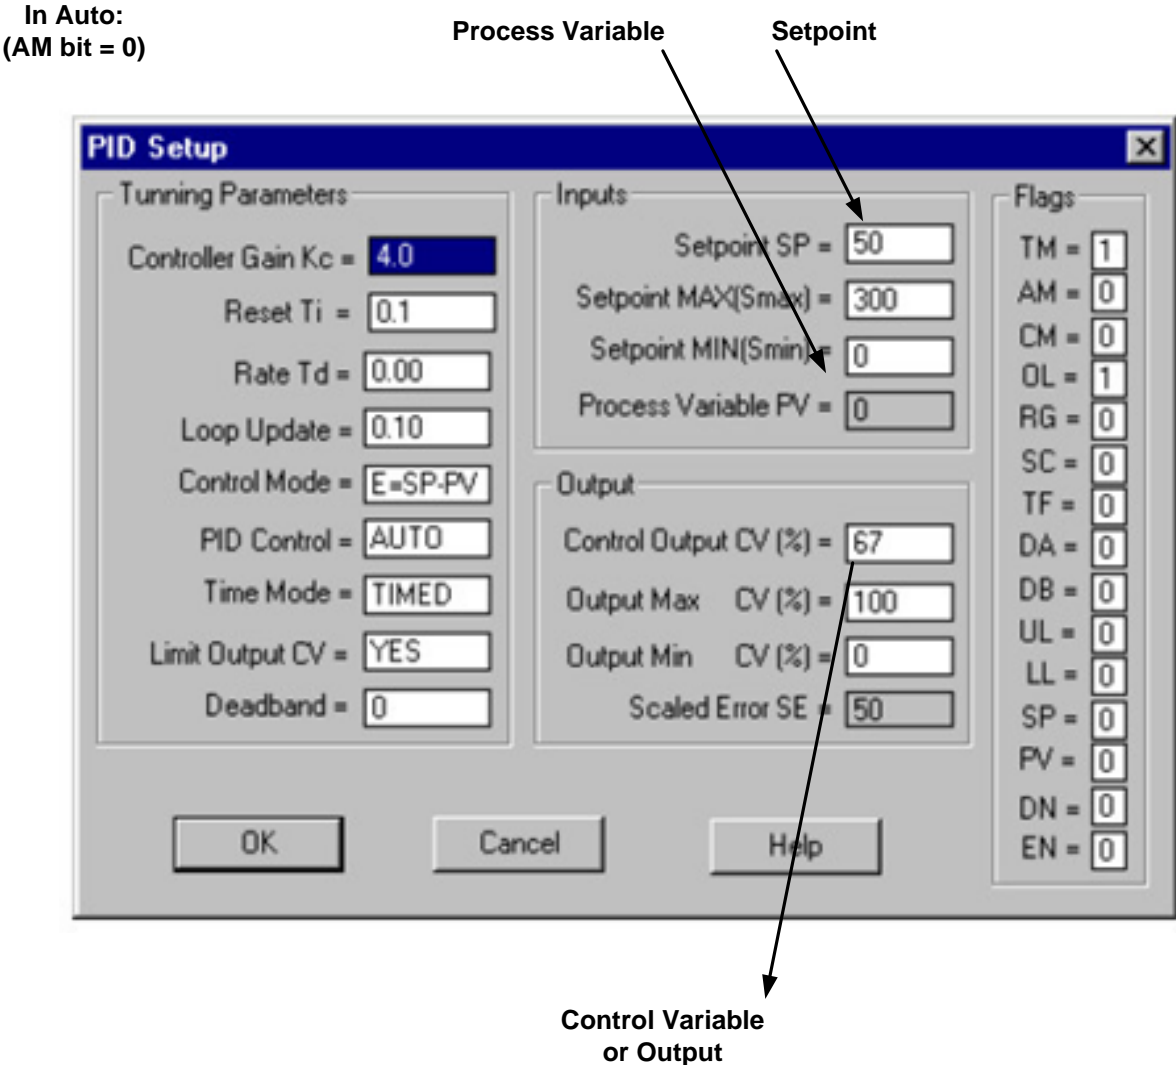 In Auto:
(AM bit = 0)
Process Variable
Setpoint
PID Setup
Tunning Parameters
Controller Gain Kc = 4.0
Reset Ti = 0.1
Rate Td = 0.00
Loop Update = 0.10
Control Mode = E=SP-PV
PID Control = AUTO
Time Mode = TIMED
Limit Output CV = YES
Deadband = 0
Inputs
Setpoint SP = 50
Setpoint MAX(Smax) = 300
Setpoint MIN(Smin) = 0
Process Variable PV = 0
Output
Control Output CV (%) = 67
Output Max CV (%) = 100
Output Min CV (%) = 0
Scaled Error SE = 50
Flags
TM = 1
AM = 0
CM = 0
OL = 1
RG = 0
SC = 0
TF = 0
DA = 0
DB = 0
UL = 0
LL = 0
SP = 0
PV = 0
DN = 0
EN = 0
OK
Cancel
Help
Control Variable
or Output